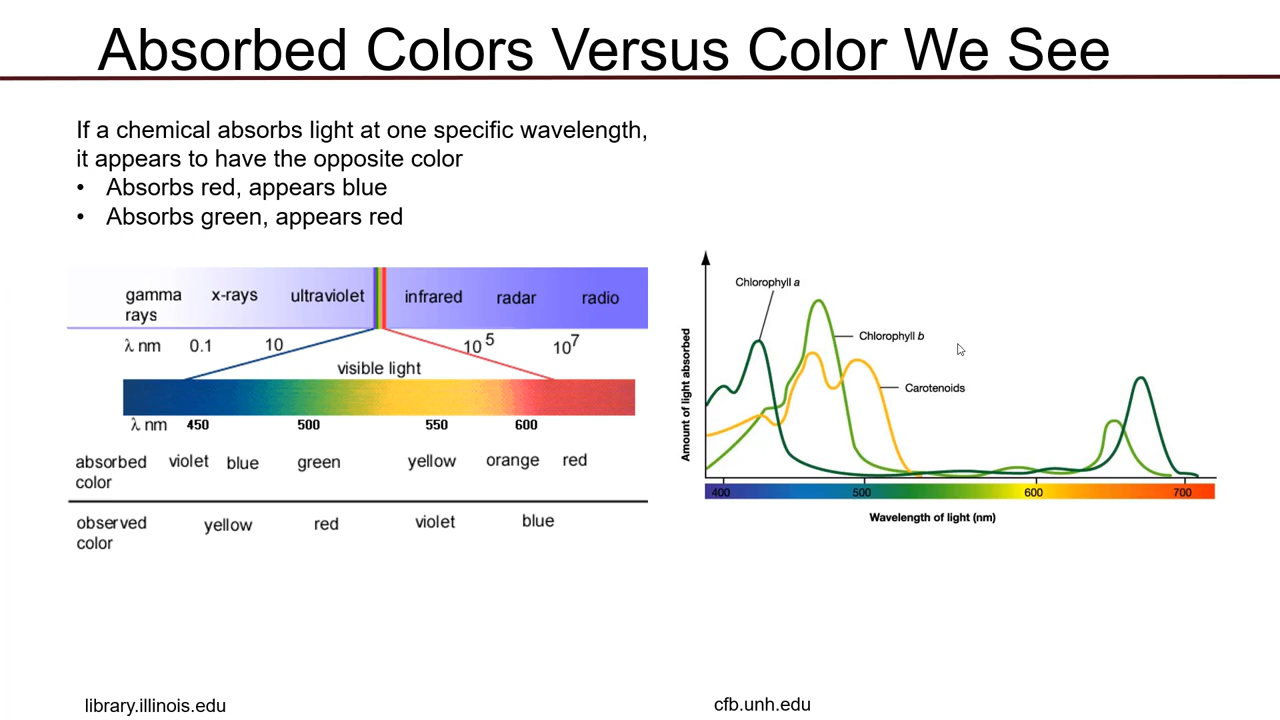 Absorbed Colors Versus Color We See
If a chemical absorbs light at one specific wavelength,
it appears to have the opposite color
• Absorbs red, appears blue
• Absorbs green, appears red
gamma rays x-rays ultraviolet infrared radar radio
λ nm 0.1 10 10^5 10^7
visible light
λ nm 450 500 550 600
absorbed color violet blue green yellow orange red
observed color yellow red violet blue
Chlorophyll a
Chlorophyll b
Carotenoids
Amount of light absorbed
400 500 600 700
Wavelength of light (nm)
library.illinois.edu
cfb.unh.edu